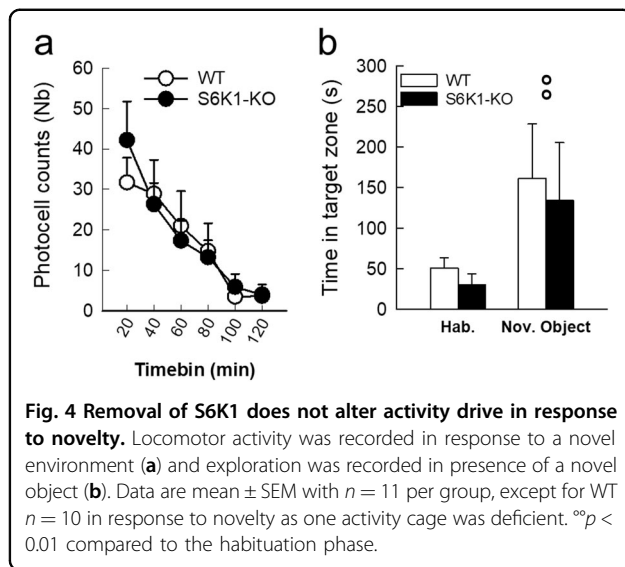 a
WT
S6K1-KO
Photocell counts (Nb)
60
50
40
30
20
10
0
20 40 60 80 100 120
Timebin (min)
b
WT
S6K1-KO
Time in target zone (s)
300
250
200
150
100
50
0
Hab. Nov. Object
Fig. 4 Removal of S6K1 does not alter activity drive in response
to novelty. Locomotor activity was recorded in response to a novel
environment (a) and exploration was recorded in presence of a novel
object (b). Data are mean ± SEM with n = 11 per group, except for WT
n = 10 in response to novelty as one activity cage was deficient. °°p <
0.01 compared to the habituation phase.